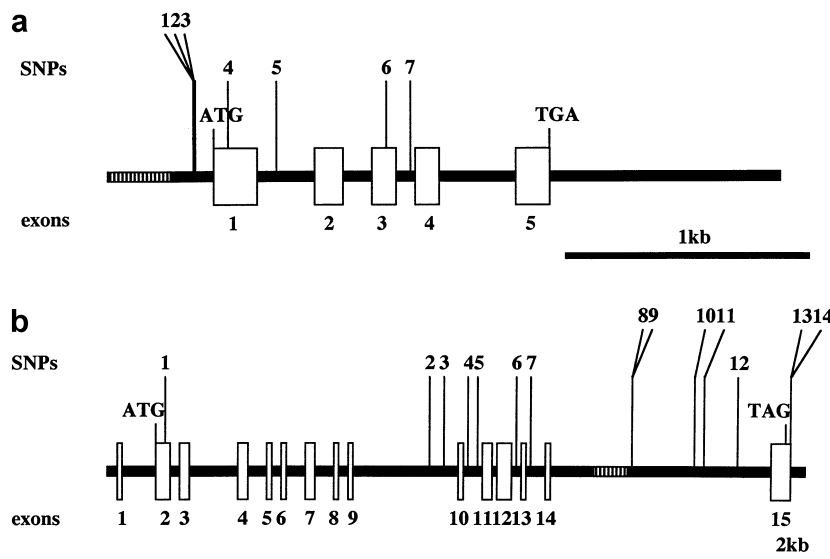 a
123
SNPs 4 5 6 7
ATG TGA
exons 1 2 3 4 5
1kb
b
89 1011 1314
SNPs 1 2 3 45 6 7 12
ATG TAG
exons 1 2 3 4 5 6 7 8 9 10 11 12 13 14 15
2kb